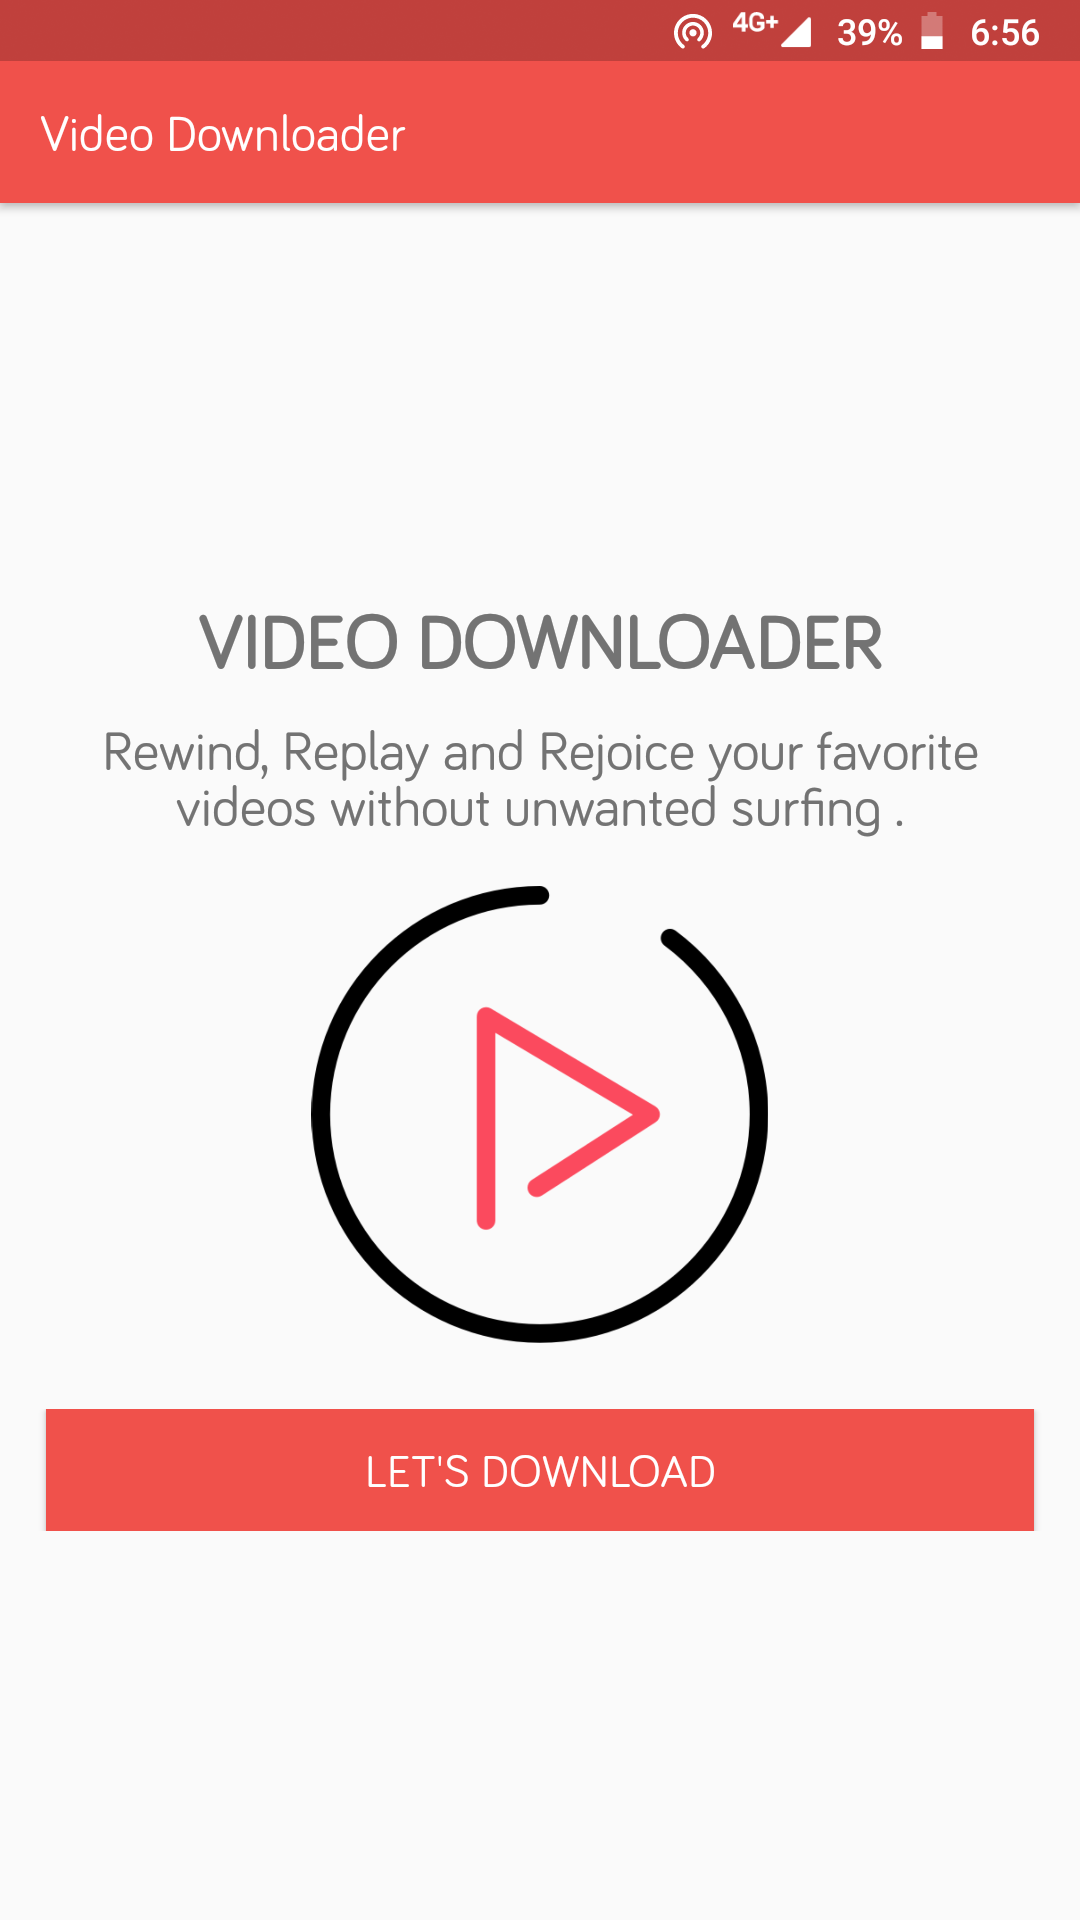 4G+ 39% 6:56
Video Downloader
VIDEO DOWNLOADER
Rewind, Replay and Rejoice your favorite
videos without unwanted surfing .
LET'S DOWNLOAD